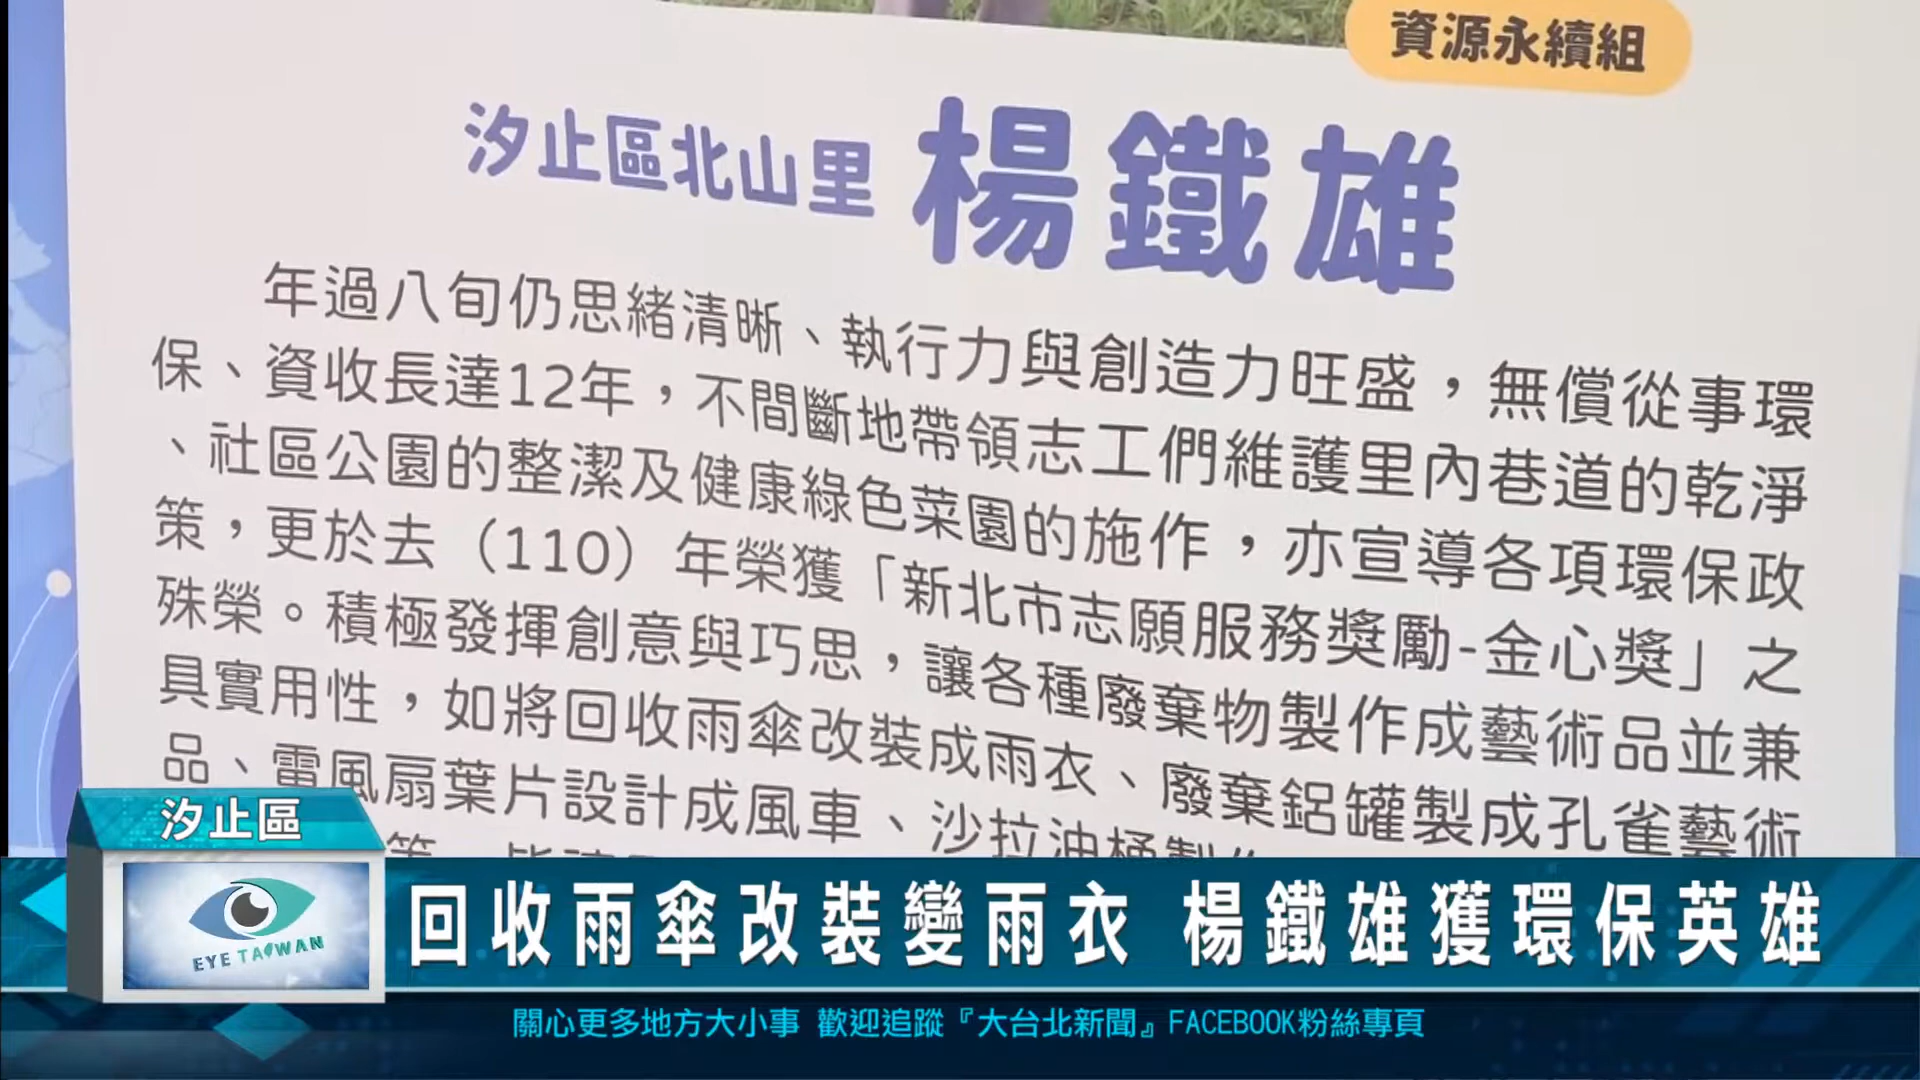 資源永續組
汐止區北山里 楊鐵雄
年過八旬仍思緒清晰、執行力與創造力旺盛，無償從事環
保、資收長達12年，不間斷地帶領志工們維護里內巷道的乾淨
、社區公園的整潔及健康綠色菜園的施作，亦宣導各項環保政
策，更於去（110）年榮獲「新北市志願服務獎勵-金心獎」之
殊榮。積極發揮創意與巧思，讓各種廢棄物製作成藝術品並兼
具實用性，如將回收雨傘改裝成雨衣、廢棄鋁罐製成孔雀藝術
品、電風扇葉片設計成風車、沙拉油桶製作
汐止區
EYE TAIWAN
回收雨傘改裝變雨衣 楊鐵雄獲環保英雄
關心更多地方大小事 歡迎追蹤『大台北新聞』FACEBOOK粉絲專頁